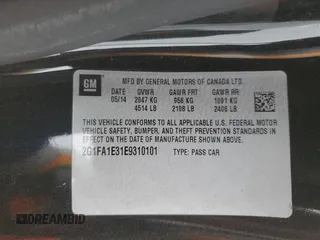 GM
MFD BY GENERAL MOTORS OF CANADA LTD.
DATE GVWR GAWR FRT GAWR RR
05/14 2047 KG 956 KG 1091 KG
4514 LB 2108 LB 2406 LB
THIS VEHICLE CONFORMS TO ALL APPLICABLE U.S. FEDERAL MOTOR
VEHICLE SAFETY, BUMPER, AND THEFT PREVENTION STANDARDS
IN EFFECT ON THE DATE OF MANUFACTURE SHOWN ABOVE.
2G1FA1E31E9310101 TYPE: PASS CAR
DREAMBID